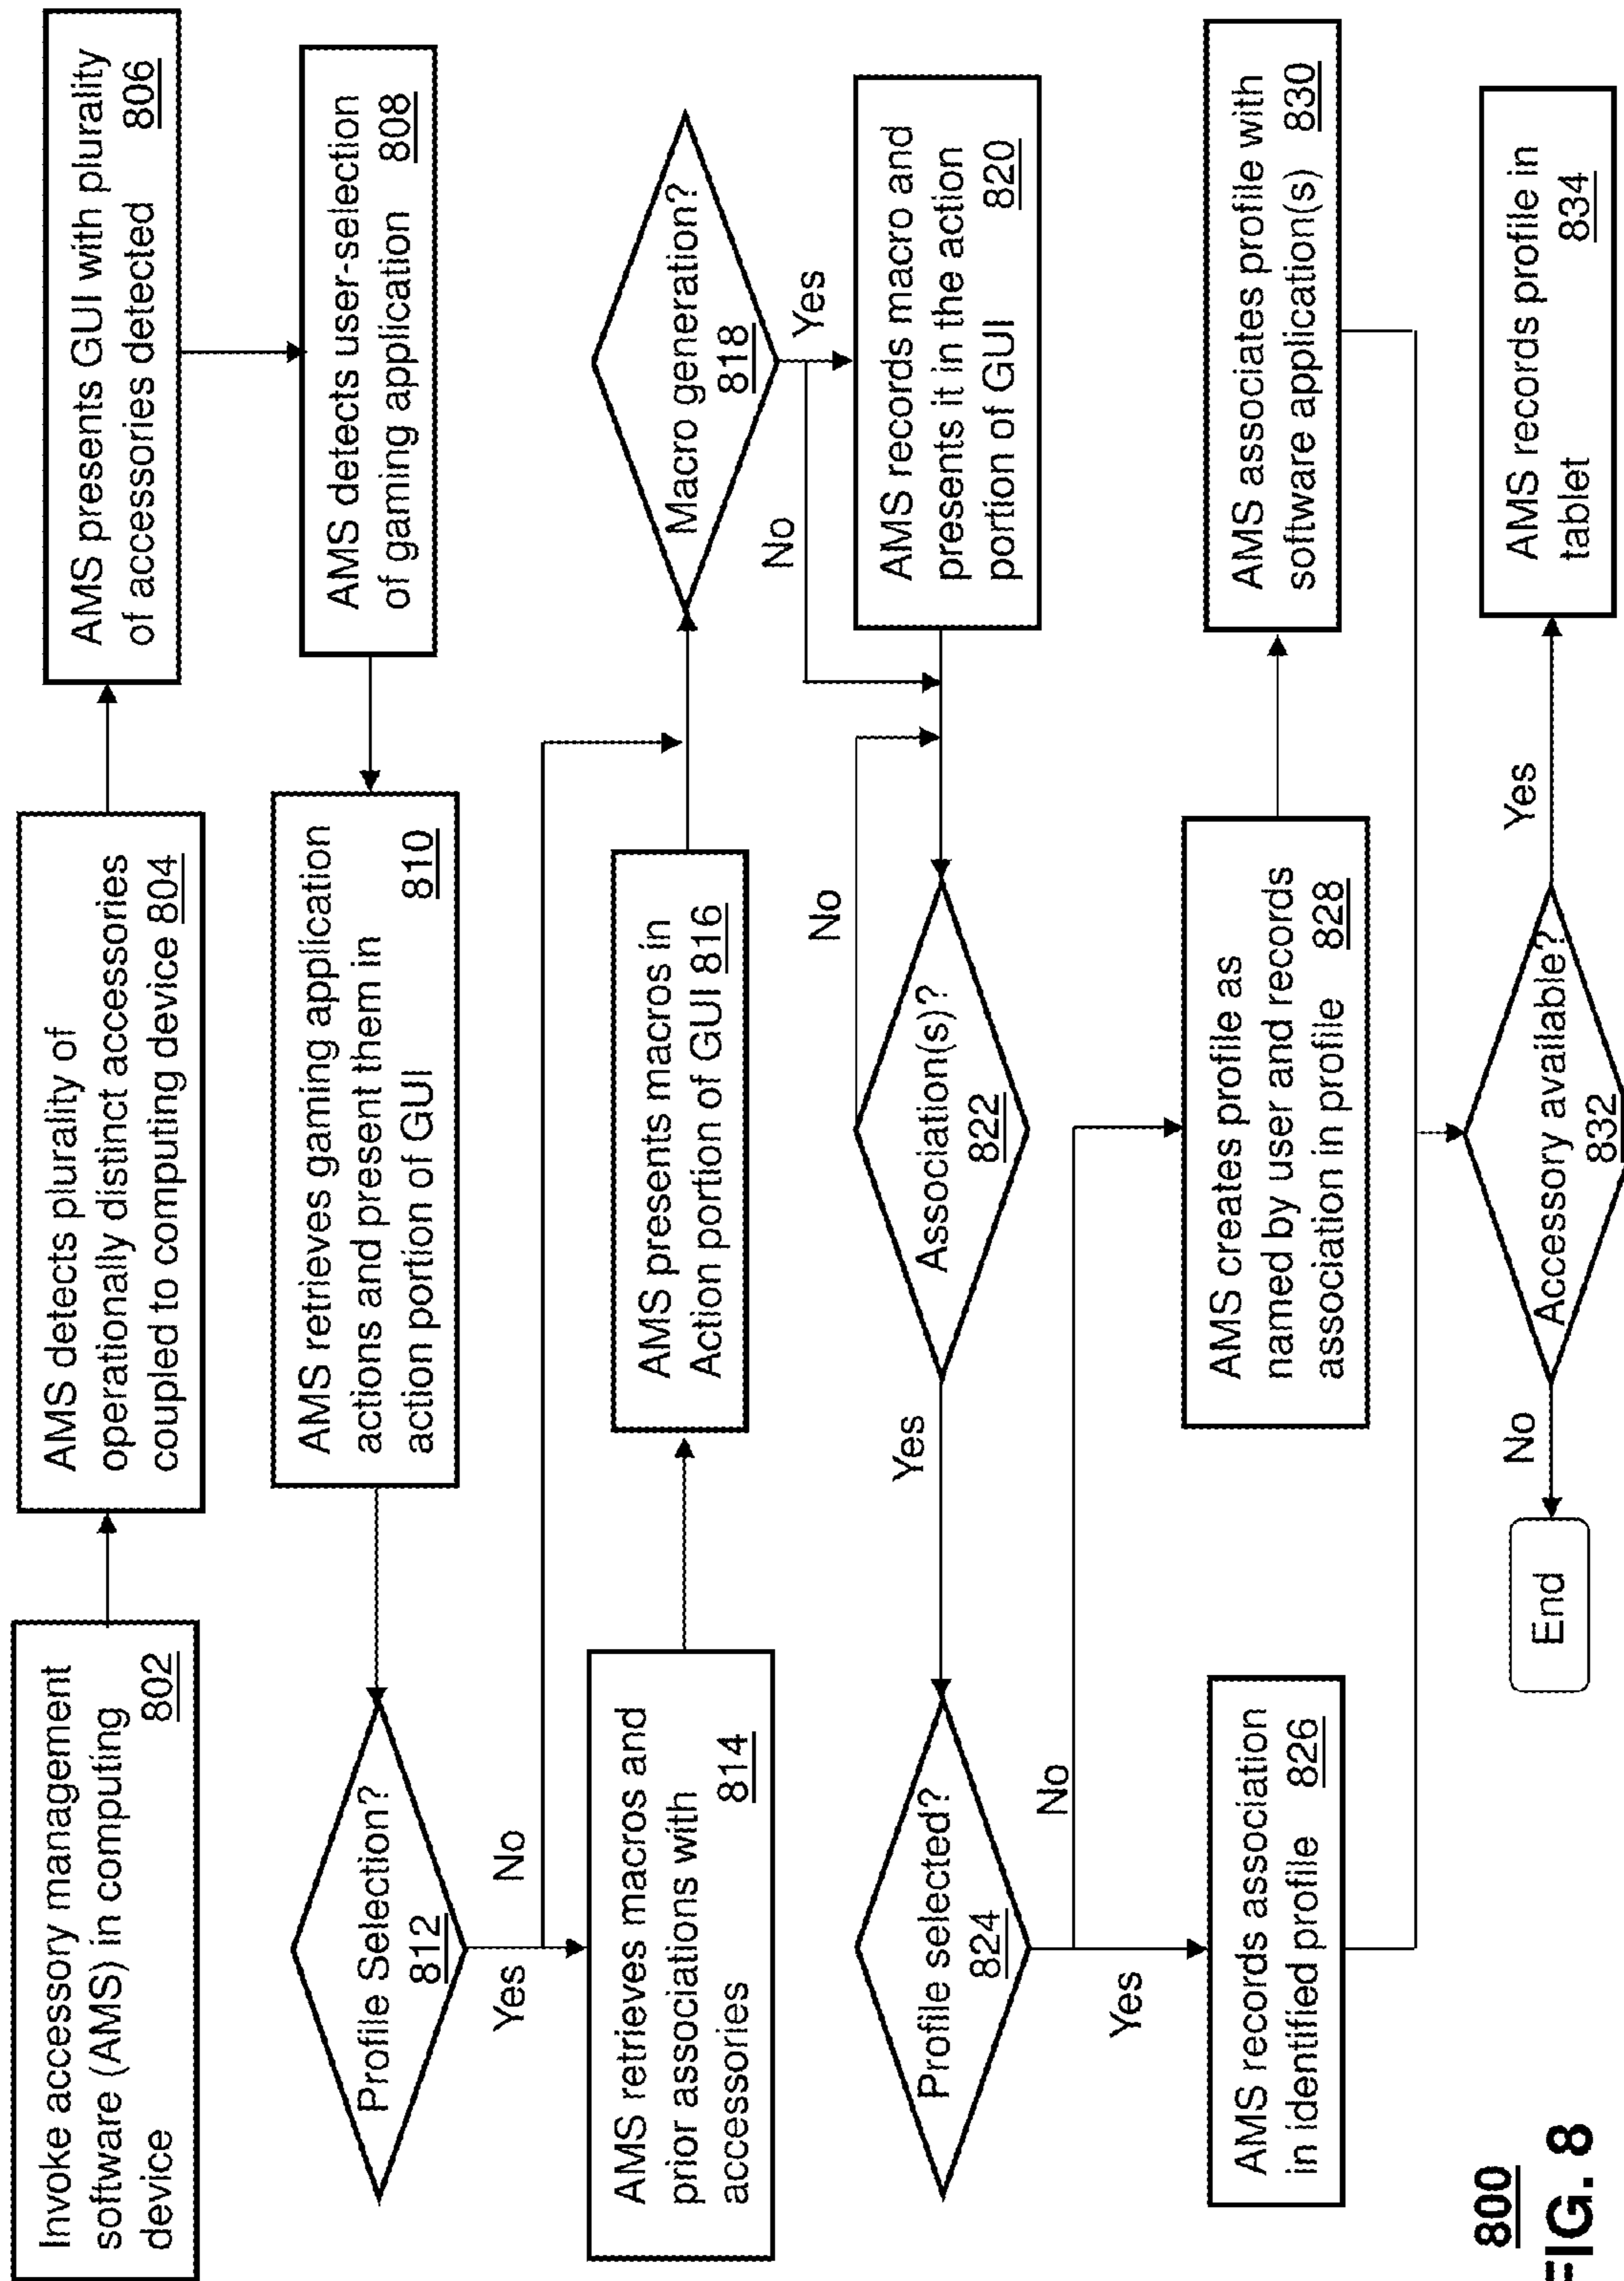 Invoke accessory management
software (AMS) in computing
device 802
AMS detects plurality of
operationally distinct accessories
coupled to computing device 804
AMS presents GUI with plurality
of accessories detected 806
AMS detects user-selection
of gaming application 808
AMS retrieves gaming application
actions and present them in
action portion of GUI 810
Profile Selection?
812
No
Yes
AMS retrieves macros and
prior associations with
accessories 814
AMS presents macros in
Action portion of GUI 816
Macro generation?
818
No
Yes
AMS records macro and
presents it in the action
portion of GUI 820
Association(s)?
822
No
Yes
Profile selected?
824
No
Yes
AMS records association
in identified profile 826
AMS creates profile as
named by user and records
association in profile 828
AMS associates profile with
software application(s) 830
Accessory available?
832
No
End
Yes
AMS records profile in
tablet 834
800
FIG. 8